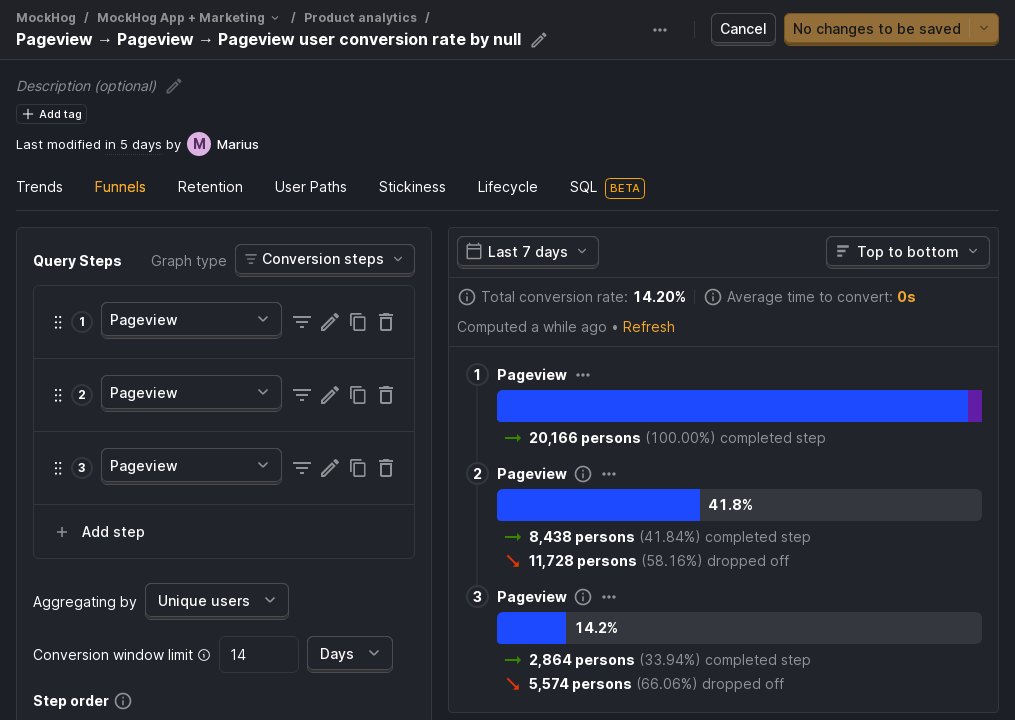 MockHog / MockHog App + Marketing / Product analytics /
Pageview → Pageview → Pageview user conversion rate by null
Cancel
No changes to be saved
Description (optional)
Add tag
Last modified in 5 days by M Marius
Trends Funnels Retention User Paths Stickiness Lifecycle SQL BETA
Query Steps Graph type Conversion steps
1 Pageview
2 Pageview
3 Pageview
+ Add step
Aggregating by Unique users
Conversion window limit 14 Days
Step order
Last 7 days Top to bottom
Total conversion rate: 14.20% Average time to convert: 0s
Computed a while ago • Refresh
1 Pageview
→ 20,166 persons (100.00%) completed step
2 Pageview
41.8%
→ 8,438 persons (41.84%) completed step
↘ 11,728 persons (58.16%) dropped off
3 Pageview
14.2%
→ 2,864 persons (33.94%) completed step
↘ 5,574 persons (66.06%) dropped off